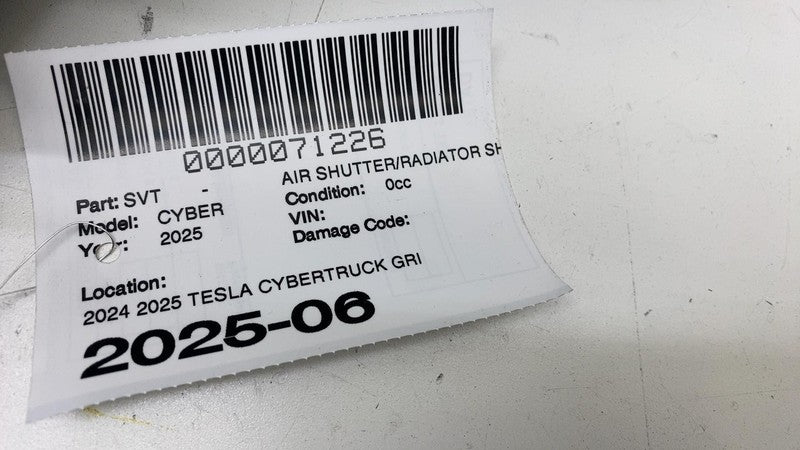 0000071226
Part: SVT - AIR SHUTTER/RADIATOR SH
Model: CYBER Condition: 0cc
Year: 2025 VIN:
Damage Code:
Location:
2024 2025 TESLA CYBERTRUCK GRI
2025-06